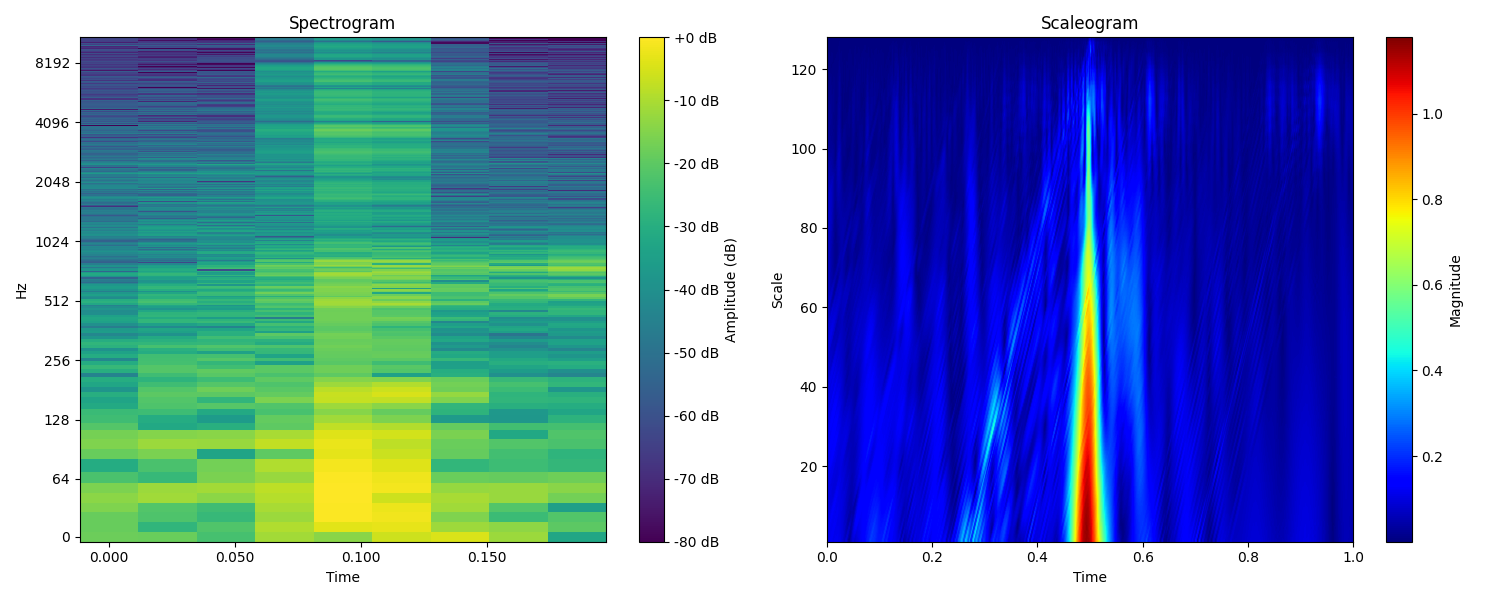 Spectrogram
Hz
8192
4096
2048
1024
512
256
128
64
0
0.000
0.050
0.100
0.150
Time
+0 dB
-10 dB
-20 dB
-30 dB
-40 dB
-50 dB
-60 dB
-70 dB
-80 dB
Amplitude (dB)
Scaleogram
Scale
120
100
80
60
40
20
0.0
0.2
0.4
0.6
0.8
1.0
Time
1.0
0.8
0.6
0.4
0.2
Magnitude